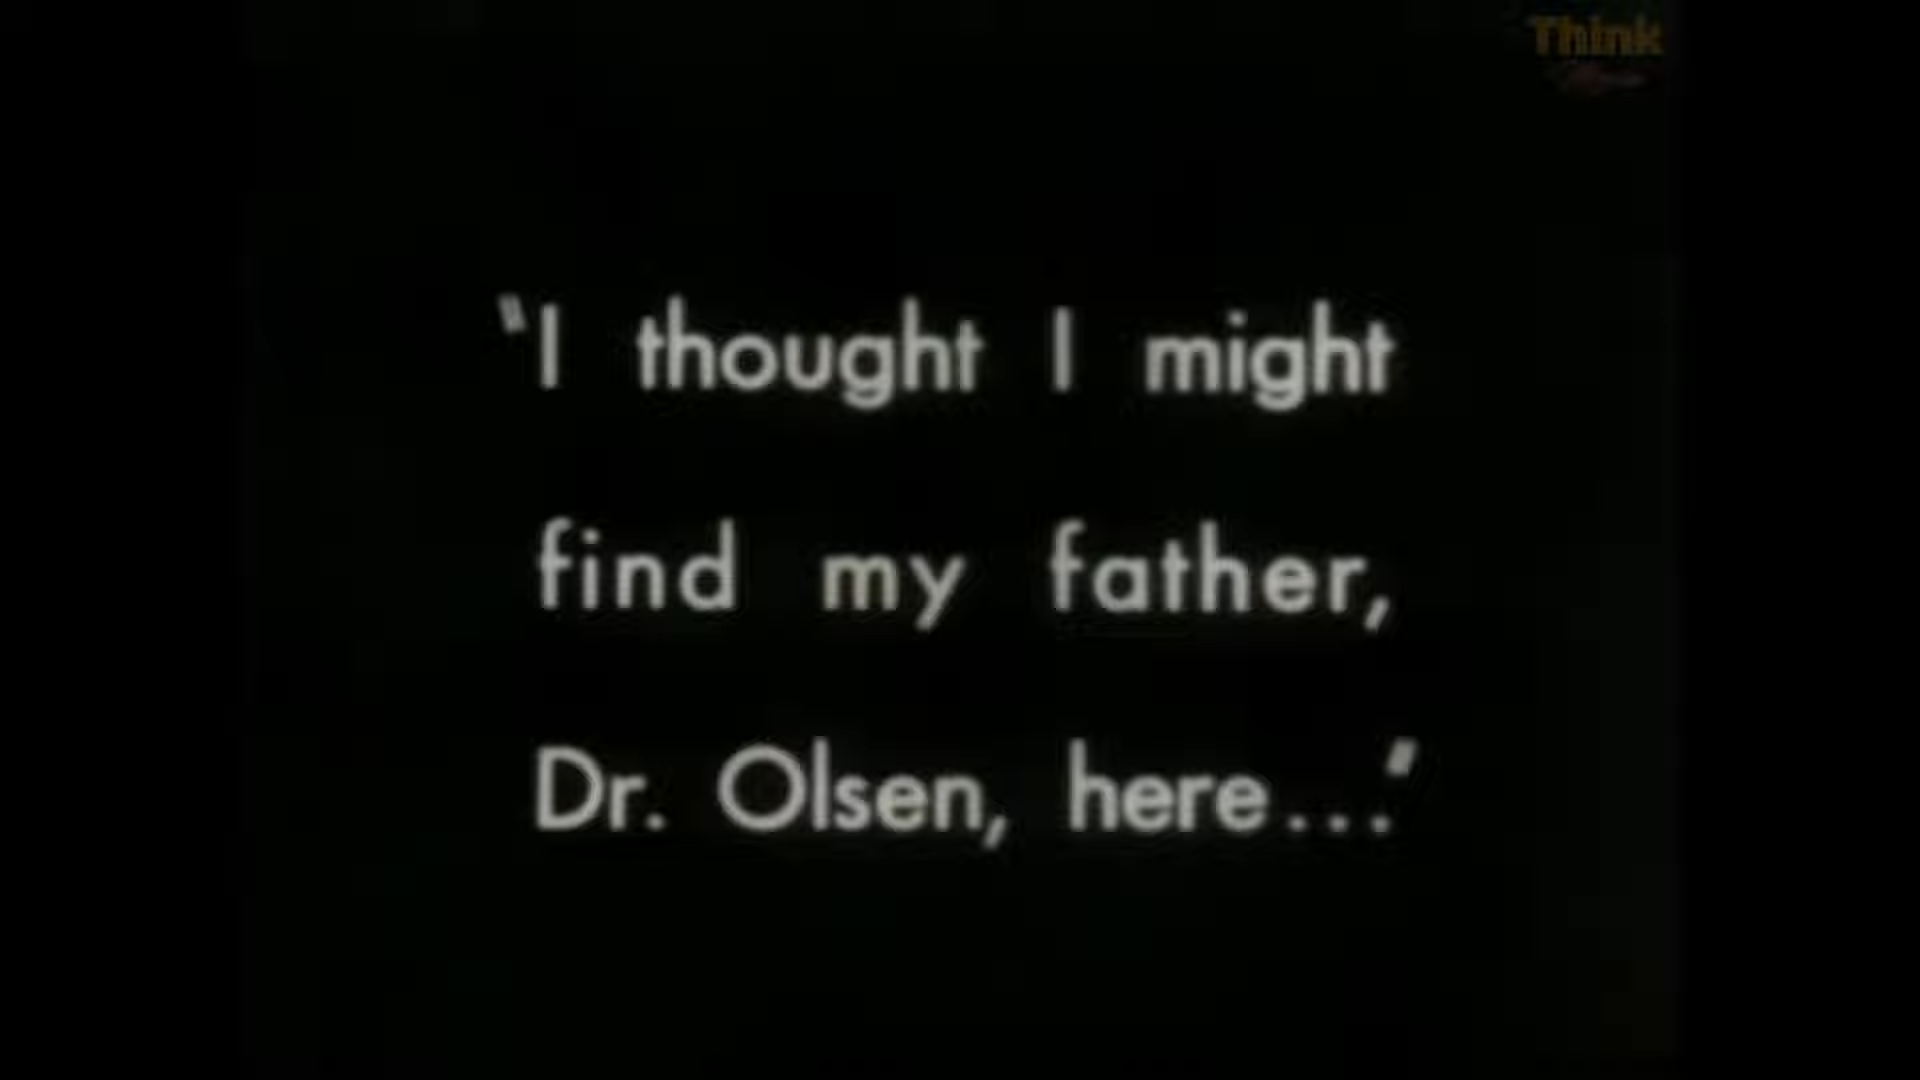 Think
‟I thought I might
find my father,
Dr. Olsen, here...”